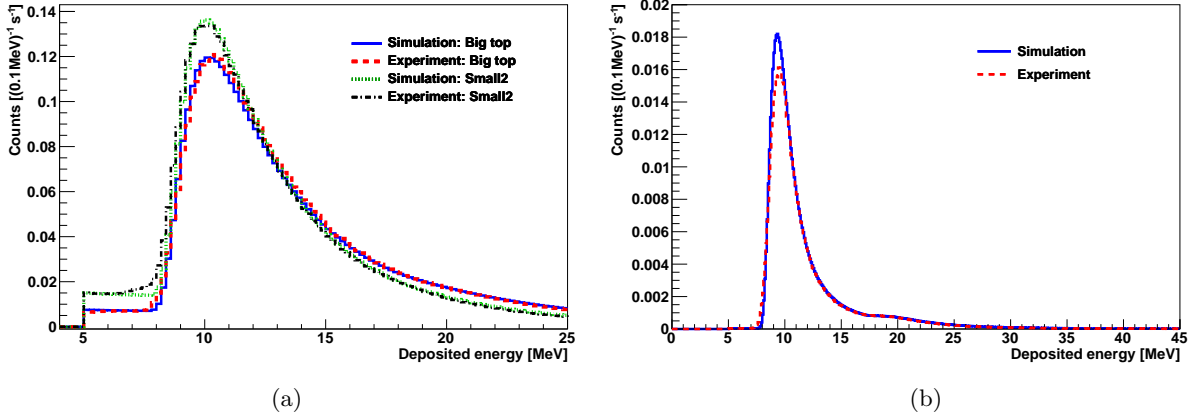 Counts [(0.1MeV)⁻¹ s⁻¹]
0.14
0.12
0.1
0.08
0.06
0.04
0.02
0
5 10 15 20 25
Deposited energy [MeV]
Simulation: Big top
Experiment: Big top
Simulation: Small2
Experiment: Small2
(a)
Counts [(0.1MeV)⁻¹ s⁻¹]
0.02
0.018
0.016
0.014
0.012
0.01
0.008
0.006
0.004
0.002
0
0 5 10 15 20 25 30 35 40 45
Deposited energy [MeV]
Simulation
Experiment
(b)